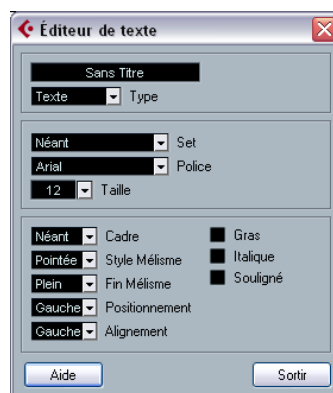 Éditeur de texte
Sans Titre
Texte Type
Néant Set
Arial Police
12 Taille
Néant Cadre Gras
Pointée Style Mélisme Italique
Plein Fin Mélisme Souligné
Gauche Positionnement
Gauche Alignement
Aide Sortir